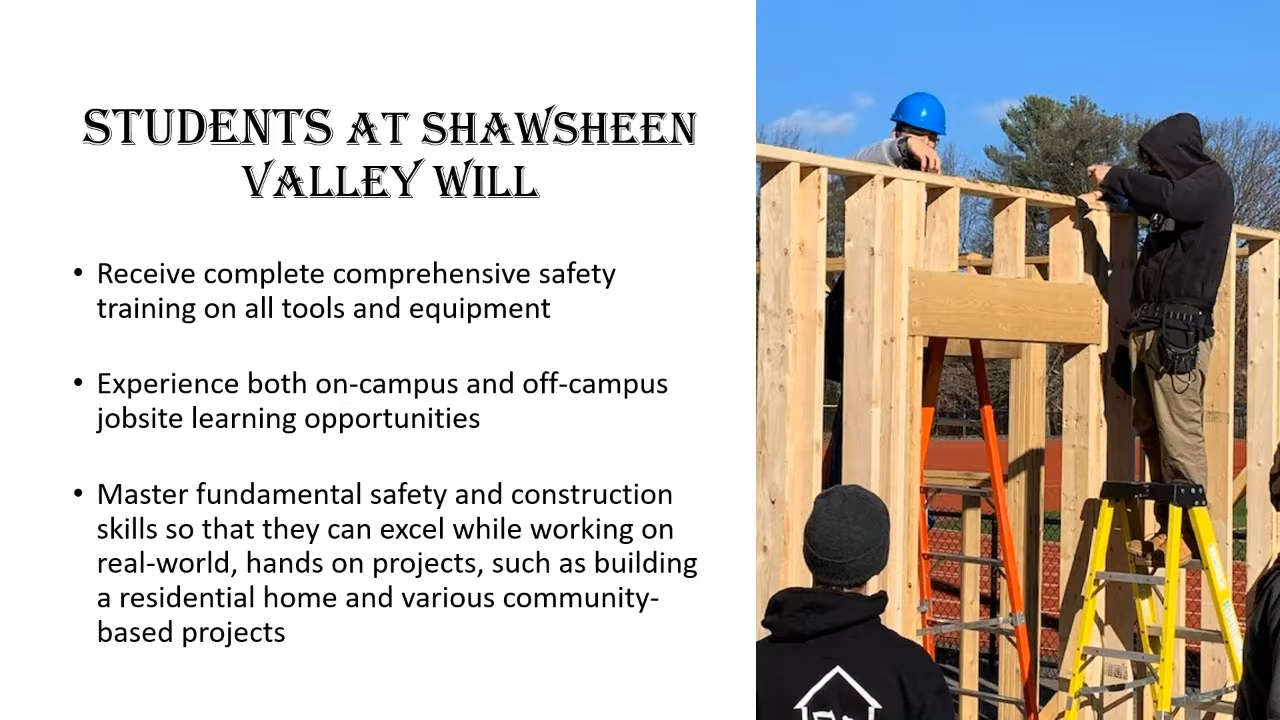 STUDENTS AT SHAWSHEEN
VALLEY WILL
• Receive complete comprehensive safety
training on all tools and equipment
• Experience both on-campus and off-campus
jobsite learning opportunities
• Master fundamental safety and construction
skills so that they can excel while working on
real-world, hands on projects, such as building
a residential home and various community-
based projects